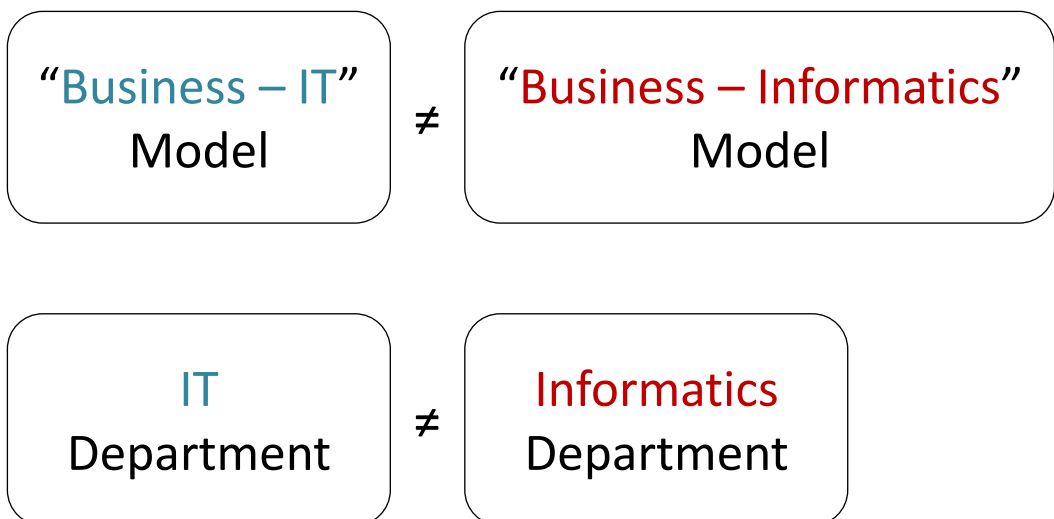 “Business – IT” ≠ “Business – Informatics”
Model Model
IT ≠ Informatics
Department Department